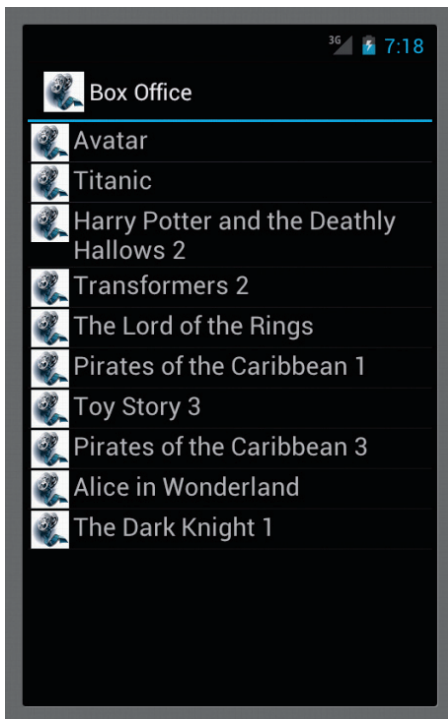 3G 7:18
Box Office
Avatar
Titanic
Harry Potter and the Deathly
Hallows 2
Transformers 2
The Lord of the Rings
Pirates of the Caribbean 1
Toy Story 3
Pirates of the Caribbean 3
Alice in Wonderland
The Dark Knight 1